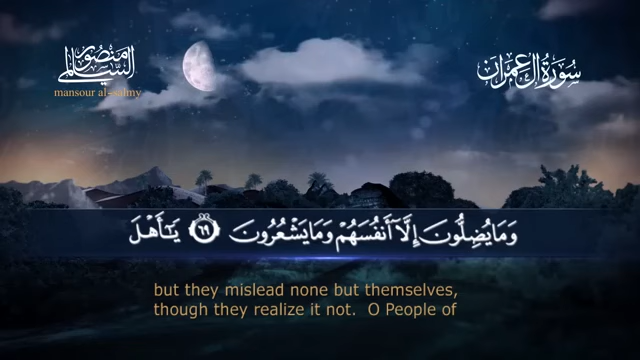 منصور السالمي
mansour al-salmy
سورة آل عمران
وَمَا يُضِلُّونَ إِلَّآ أَنفُسَهُمْ وَمَا يَشْعُرُونَ ٦٩ يَـٰٓأَهْلَ
but they mislead none but themselves,
though they realize it not. O People of